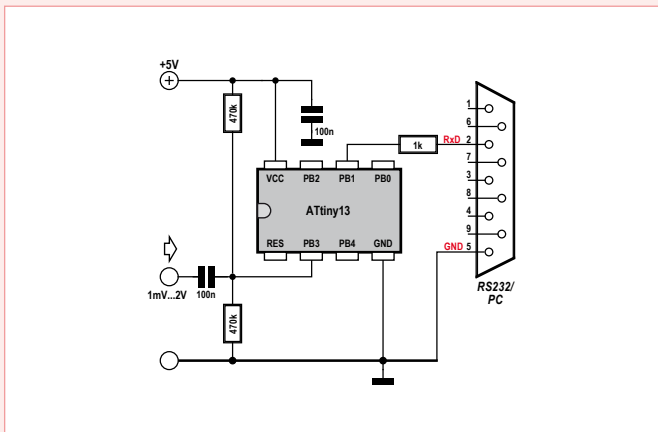 +5V
470k
100n
1k
RxD
1
6
2
7
3
8
4
9
5
VCC
PB2
PB1
PB0
ATtiny13
RES
PB3
PB4
GND
GND
1mV...2V
100n
470k
RS232/
PC